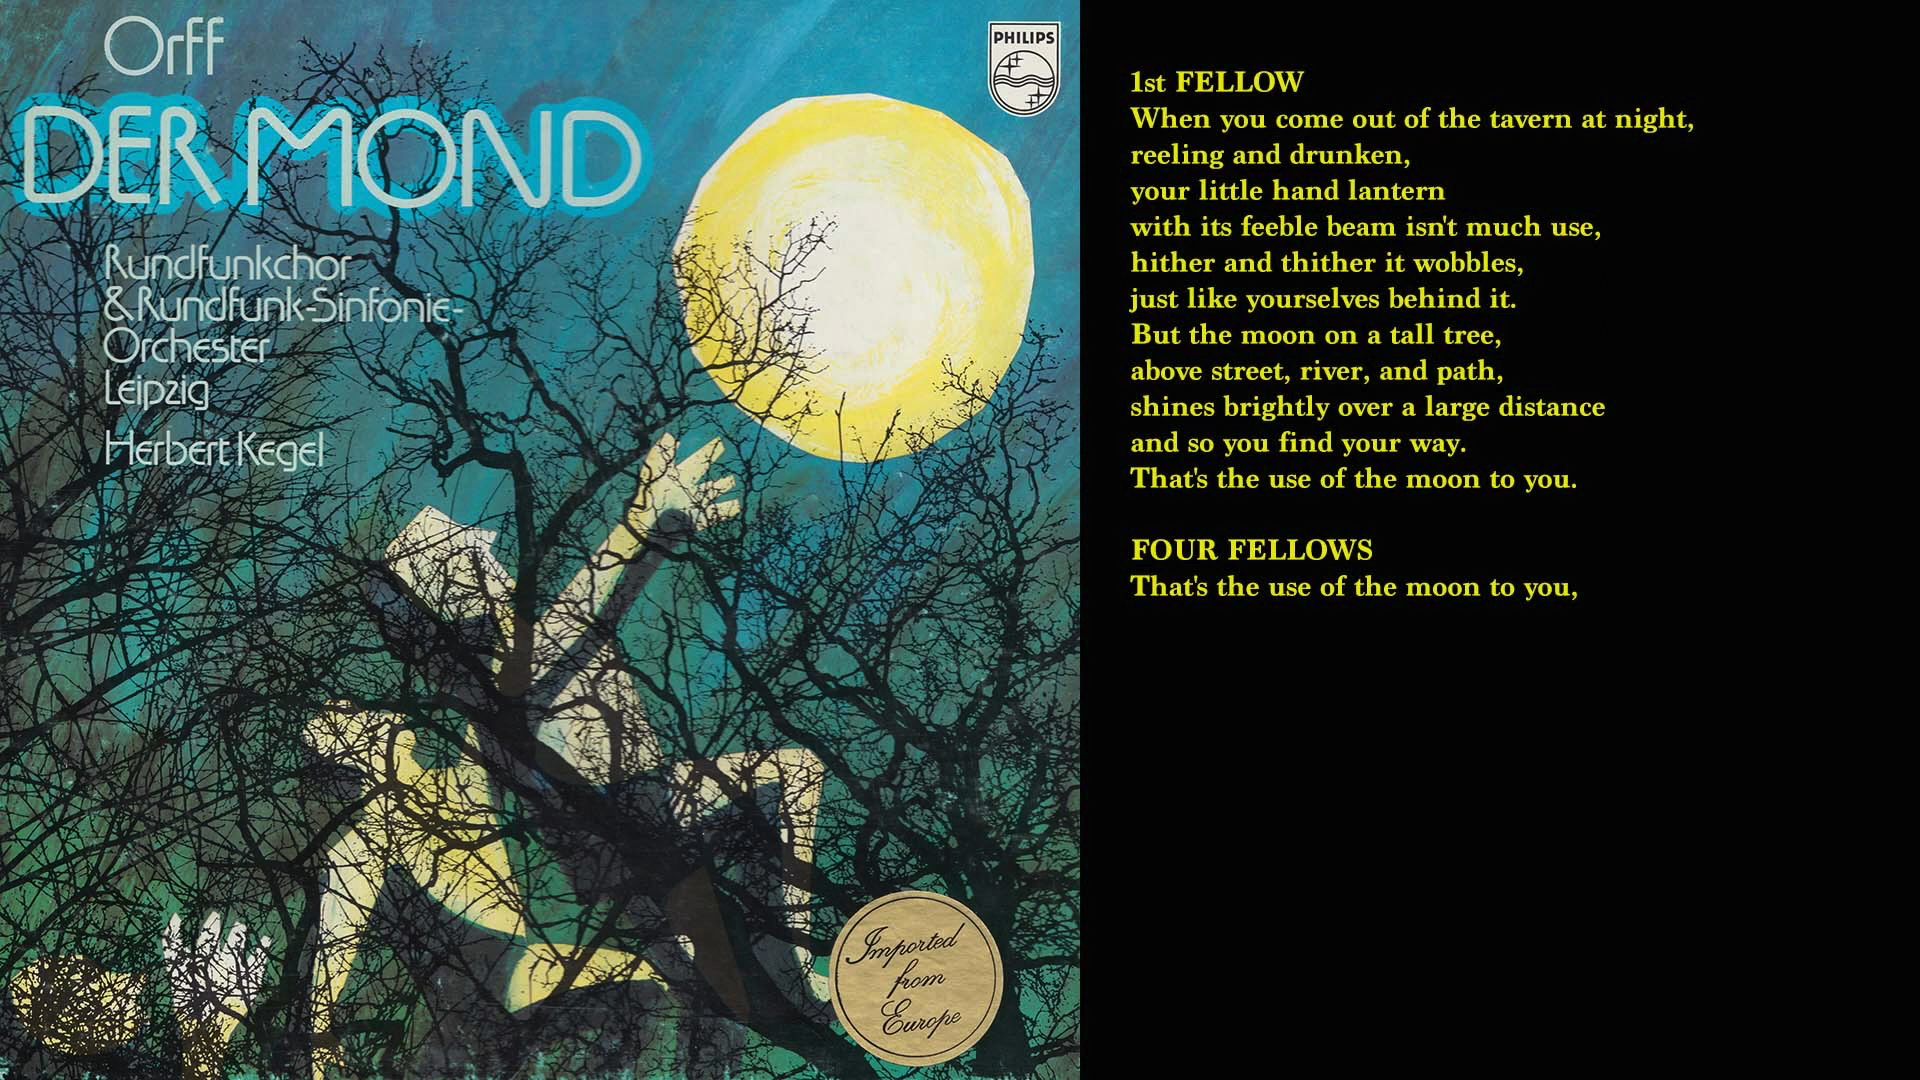 Orff
DER MOND
Rundfunkchor
& Rundfunk-Sinfonie-
Orchester
Leipzig
Herbert Kegel
PHILIPS
Imported
from
Europe
1st FELLOW
When you come out of the tavern at night,
reeling and drunken,
your little hand lantern
with its feeble beam isn't much use,
hither and thither it wobbles,
just like yourselves behind it.
But the moon on a tall tree,
above street, river, and path,
shines brightly over a large distance
and so you find your way.
That's the use of the moon to you.
FOUR FELLOWS
That's the use of the moon to you,